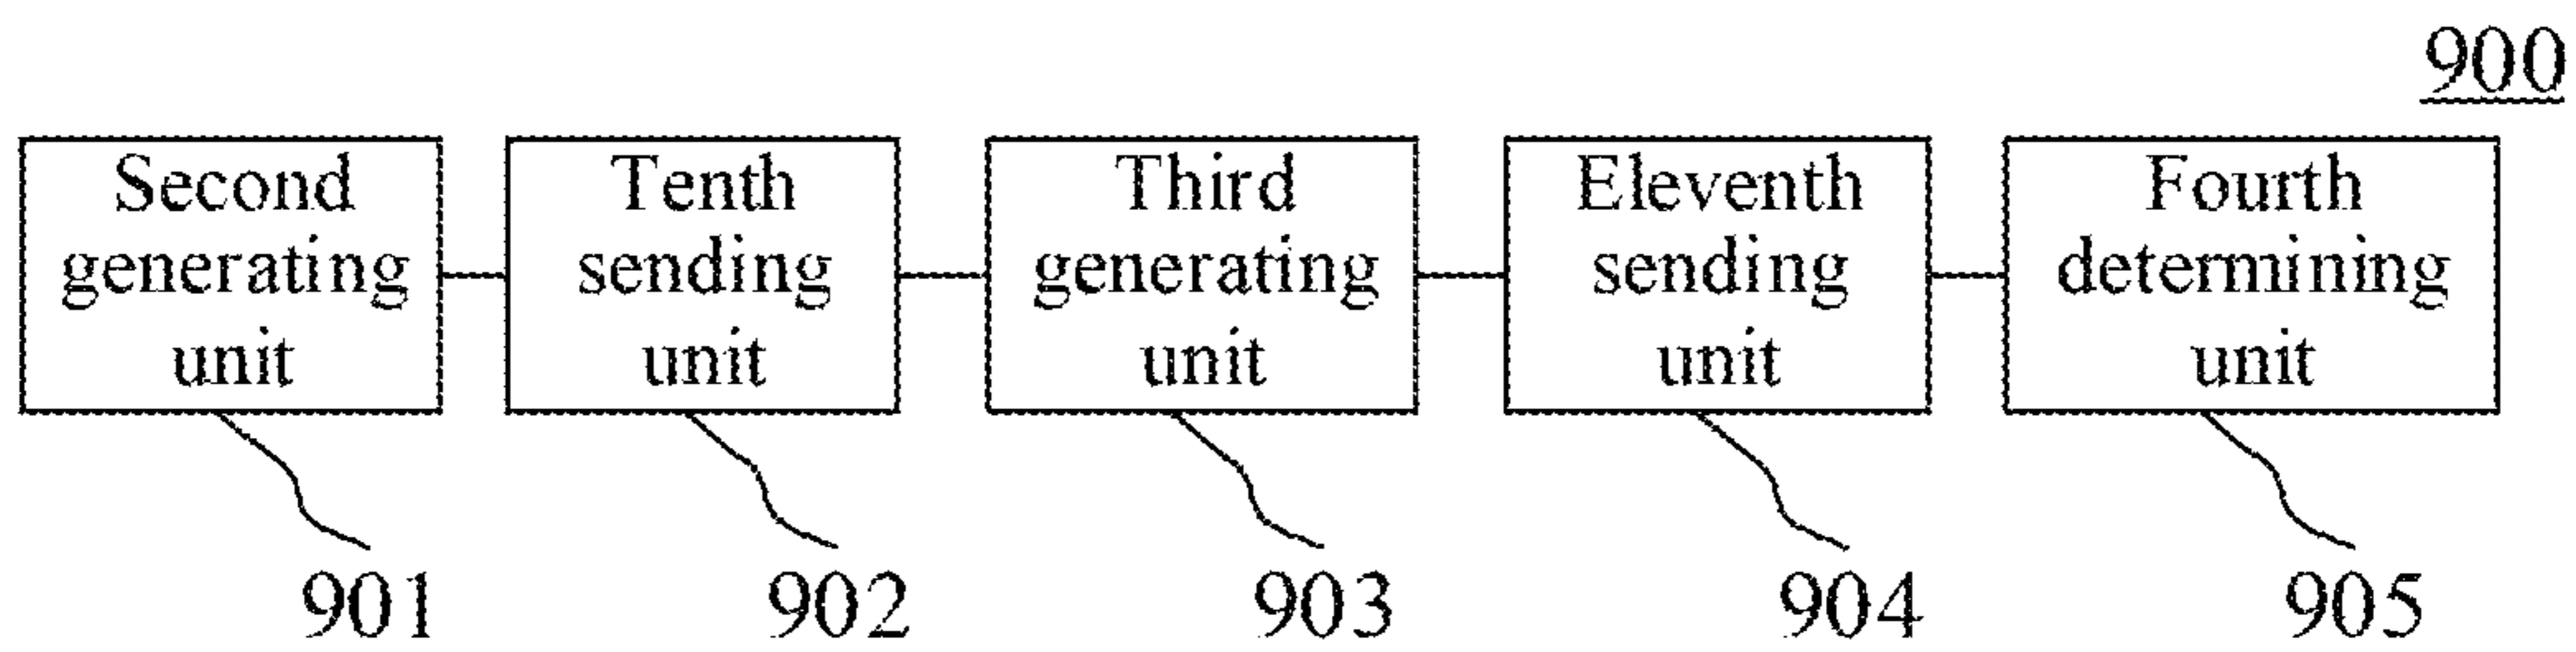 900
Second
generating
unit
Tenth
sending
unit
Third
generating
unit
Eleventh
sending
unit
Fourth
determining
unit
901
902
903
904
905